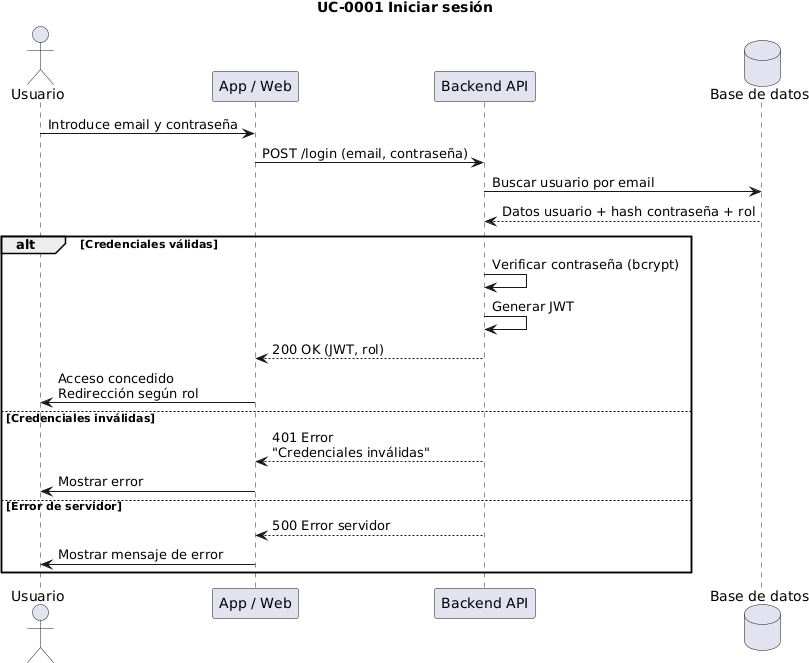 UC-0001 Iniciar sesión
Usuario
App / Web
Backend API
Base de datos
Introduce email y contraseña
POST /login (email, contraseña)
Buscar usuario por email
Datos usuario + hash contraseña + rol
alt [Credenciales válidas]
Verificar contraseña (bcrypt)
Generar JWT
200 OK (JWT, rol)
Acceso concedido
Redirección según rol
[Credenciales inválidas]
401 Error
"Credenciales inválidas"
Mostrar error
[Error de servidor]
500 Error servidor
Mostrar mensaje de error
Usuario
App / Web
Backend API
Base de datos